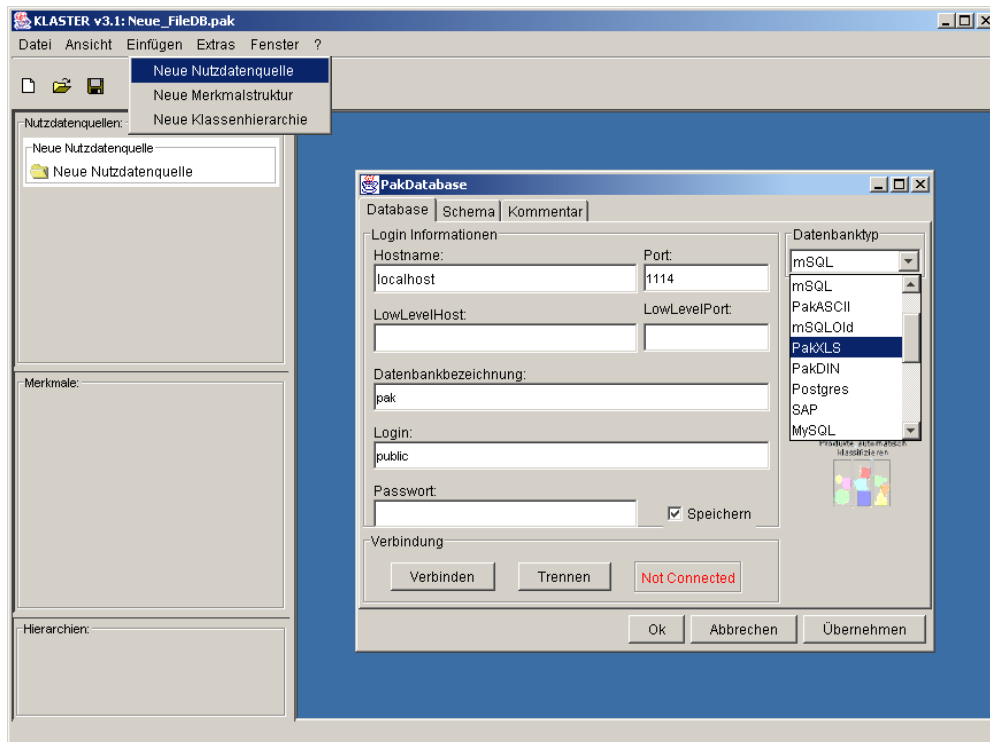 KLASTER v3.1: Neue_FileDB.pak
Datei Ansicht Einfügen Extras Fenster ?
Neue Nutzdatenquelle
Neue Merkmalstruktur
Neue Klassenhierarchie
Nutzdatenquellen:
Neue Nutzdatenquelle
Neue Nutzdatenquelle
Merkmale:
Hierarchien:
PakDatabase
Database Schema Kommentar
Login Informationen
Hostname: Port:
localhost 1114
LowLevelHost: LowLevelPort:
Datenbankbezeichnung:
pak
Login:
public
Passwort:
Speichern
Verbindung
Verbinden Trennen Not Connected
Datenbanktyp
mSQL
mSQL
PakASCII
mSQLOld
PakXLS
PakDIN
Postgres
SAP
MySQL
Produkte automatisch
klassifizieren
Ok Abbrechen Übernehmen